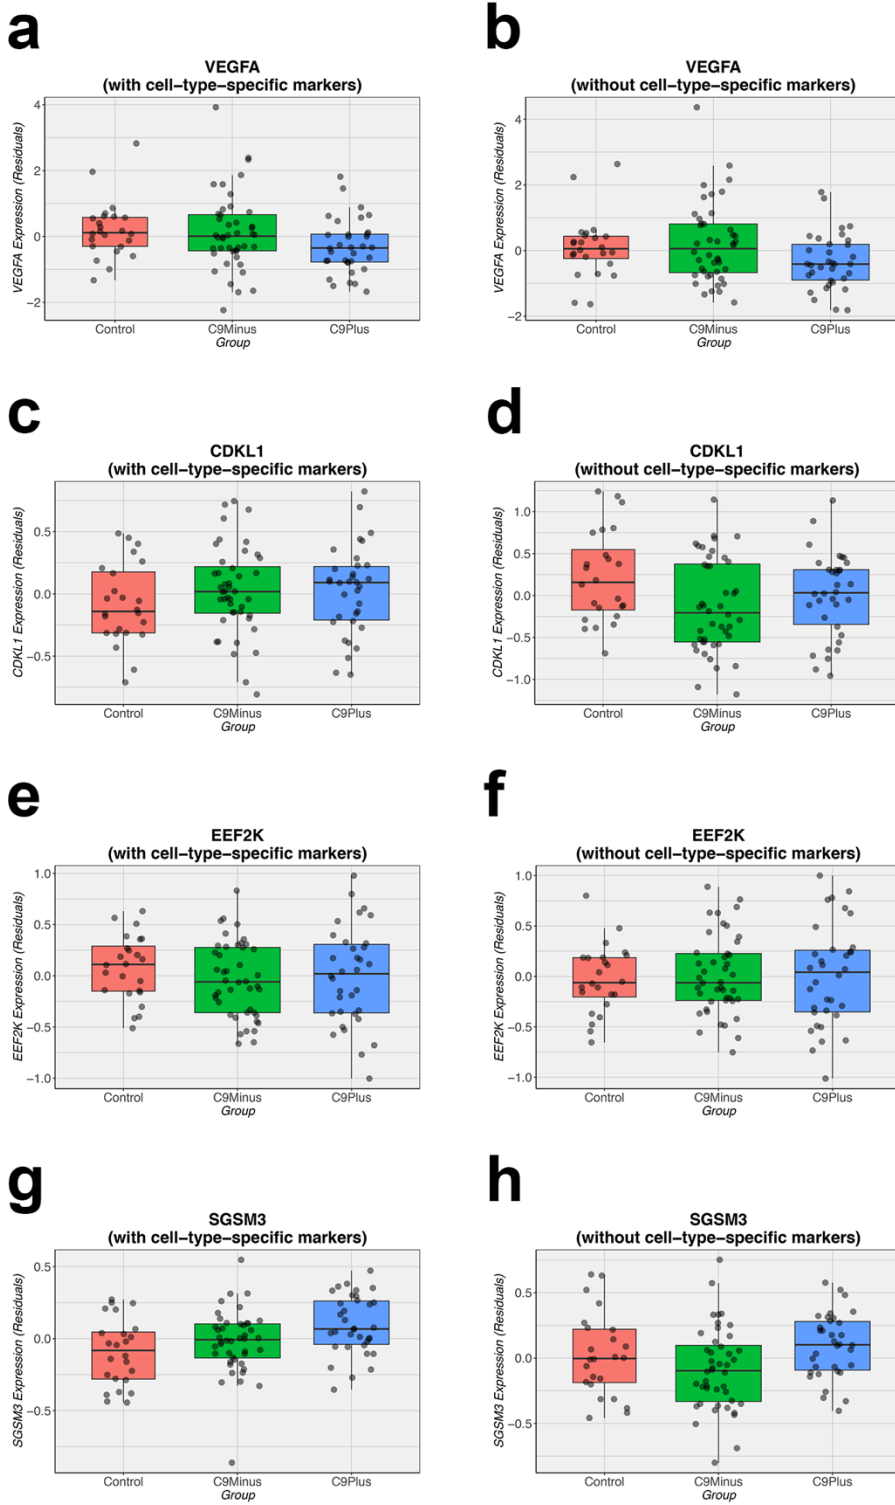 a
VEGFA
(with cell-type-specific markers)
VEGFA Expression (Residuals)
4
2
0
−2
Control
C9Minus
C9Plus
Group
b
VEGFA
(without cell-type-specific markers)
VEGFA Expression (Residuals)
4
2
0
−2
Control
C9Minus
C9Plus
Group
c
CDKL1
(with cell-type-specific markers)
CDKL1 Expression (Residuals)
0.5
0.0
−0.5
Control
C9Minus
C9Plus
Group
d
CDKL1
(without cell-type-specific markers)
CDKL1 Expression (Residuals)
1.0
0.5
0.0
−0.5
−1.0
Control
C9Minus
C9Plus
Group
e
EEF2K
(with cell-type-specific markers)
EEF2K Expression (Residuals)
1.0
0.5
0.0
−0.5
−1.0
Control
C9Minus
C9Plus
Group
f
EEF2K
(without cell-type-specific markers)
EEF2K Expression (Residuals)
1.0
0.5
0.0
−0.5
−1.0
Control
C9Minus
C9Plus
Group
g
SGSM3
(with cell-type-specific markers)
SGSM3 Expression (Residuals)
0.5
0.0
−0.5
Control
C9Minus
C9Plus
Group
h
SGSM3
(without cell-type-specific markers)
SGSM3 Expression (Residuals)
0.5
0.0
−0.5
Control
C9Minus
C9Plus
Group